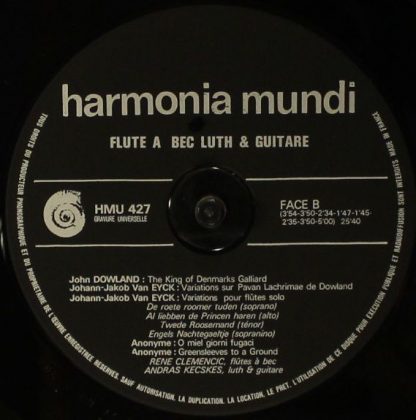 harmonia mundi
FLUTE A BEC LUTH & GUITARE
HMU 427
GRAVURE UNIVERSELLE
FACE B
(3'54-3'50-2'34-1'47-1'45-
2'35-3'50-5'00) 25'40
John DOWLAND : The King of Denmarks Galliard
Johann-Jakob Van EYCK : Variations sur Pavan Lachrimae de Dowland
Johann-Jakob Van EYCK : Variations pour flûtes solo
De roete roomer tuden (soprano)
Al liebben de Princen haren (alto)
Twede Roosemand (ténor)
Engels Nachtegaeltje (sopranino)
Anonyme : O miel giorni fugaci
Anonyme : Greensleeves to a Ground
RENE CLEMENCIC, flûtes à bec
ANDRAS KECSKES, luth & guitare
TOUS DROITS DU PRODUCTEUR PHONOGRAPHIQUE ET DU PROPRIETAIRE DE L'ŒUVRE ENREGISTREE RESERVES. SAUF AUTORISATION, LA DUPLICATION, LA LOCATION, LE PRET, L'UTILISATION DE CE DISQUE POUR EXECUTION PUBLIQUE ET RADIODIFFUSION SONT INTERDITS
MADE IN FRANCE